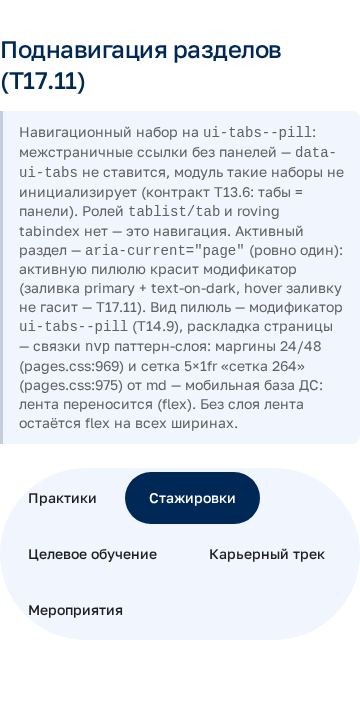 Поднавигация разделов
(T17.11)
Навигационный набор на ui-tabs--pill:
межстраничные ссылки без панелей — data-
ui-tabs не ставится, модуль такие наборы не
инициализирует (контракт T13.6: табы =
панели). Ролей tablist/tab и roving
tabindex нет — это навигация. Активный
раздел — aria-current="page" (ровно один):
активную пилюлю красит модификатор
(заливка primary + text-on-dark, hover заливку
не гасит — T17.11). Вид пилюль — модификатор
ui-tabs--pill (T14.9), раскладка страницы
— связки nvp паттерн-слоя: маргины 24/48
(pages.css:969) и сетка 5×1fr «сетка 264»
(pages.css:975) от md — мобильная база ДС:
лента переносится (flex). Без слоя лента
остаётся flex на всех ширинах.
Практики Стажировки
Целевое обучение Карьерный трек
Мероприятия